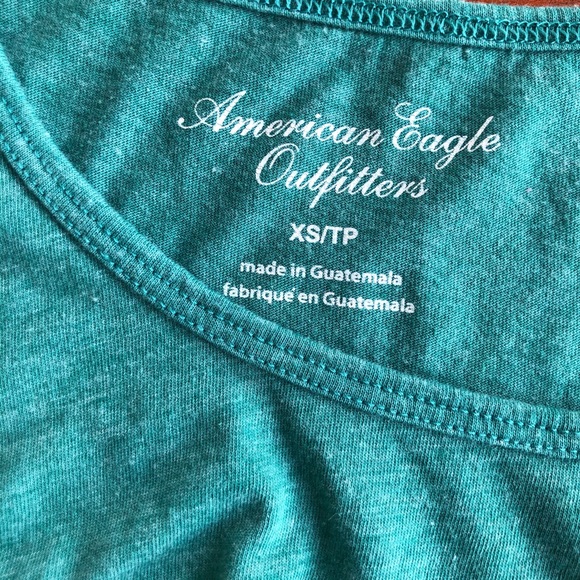 American Eagle
Outfitters
XS/TP
made in Guatemala
fabriqué en Guatemala